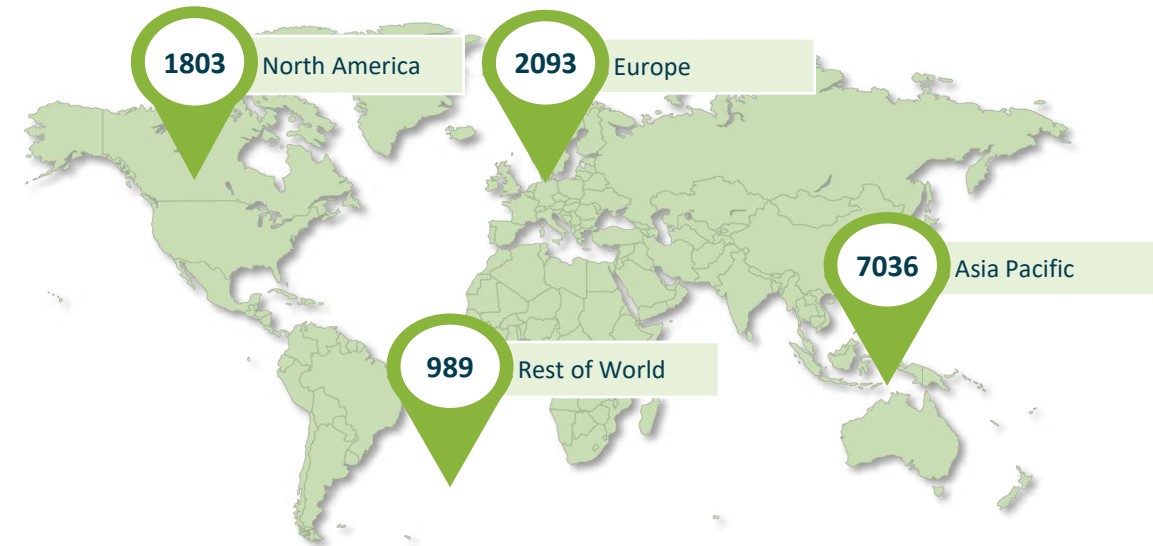 1803 North America
2093 Europe
7036 Asia Pacific
989 Rest of World